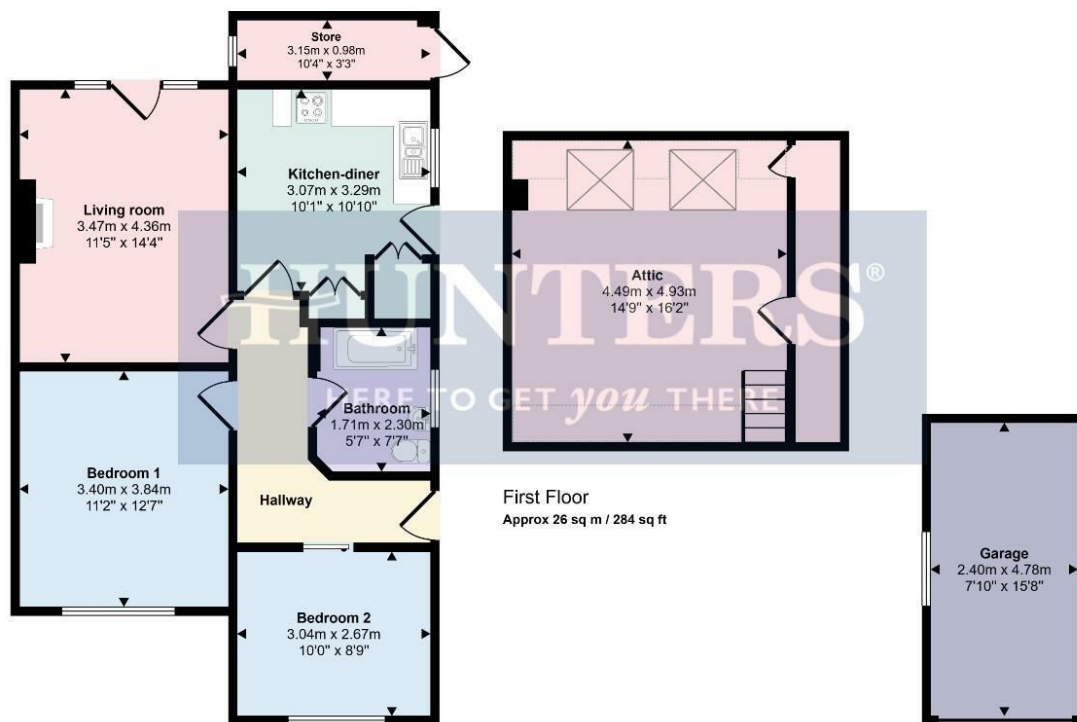 Store
3.15m x 0.98m
10'4" x 3'3"
Kitchen-diner
3.07m x 3.29m
10'1" x 10'10"
Living room
3.47m x 4.36m
11'5" x 14'4"
Attic
4.49m x 4.93m
14'9" x 16'2"
HUNTERS®
HERE TO GET you THERE
Bathroom
1.71m x 2.30m
5'7" x 7'7"
Bedroom 1
3.40m x 3.84m
11'2" x 12'7"
Hallway
First Floor
Approx 26 sq m / 284 sq ft
Garage
2.40m x 4.78m
7'10" x 15'8"
Bedroom 2
3.04m x 2.67m
10'0" x 8'9"